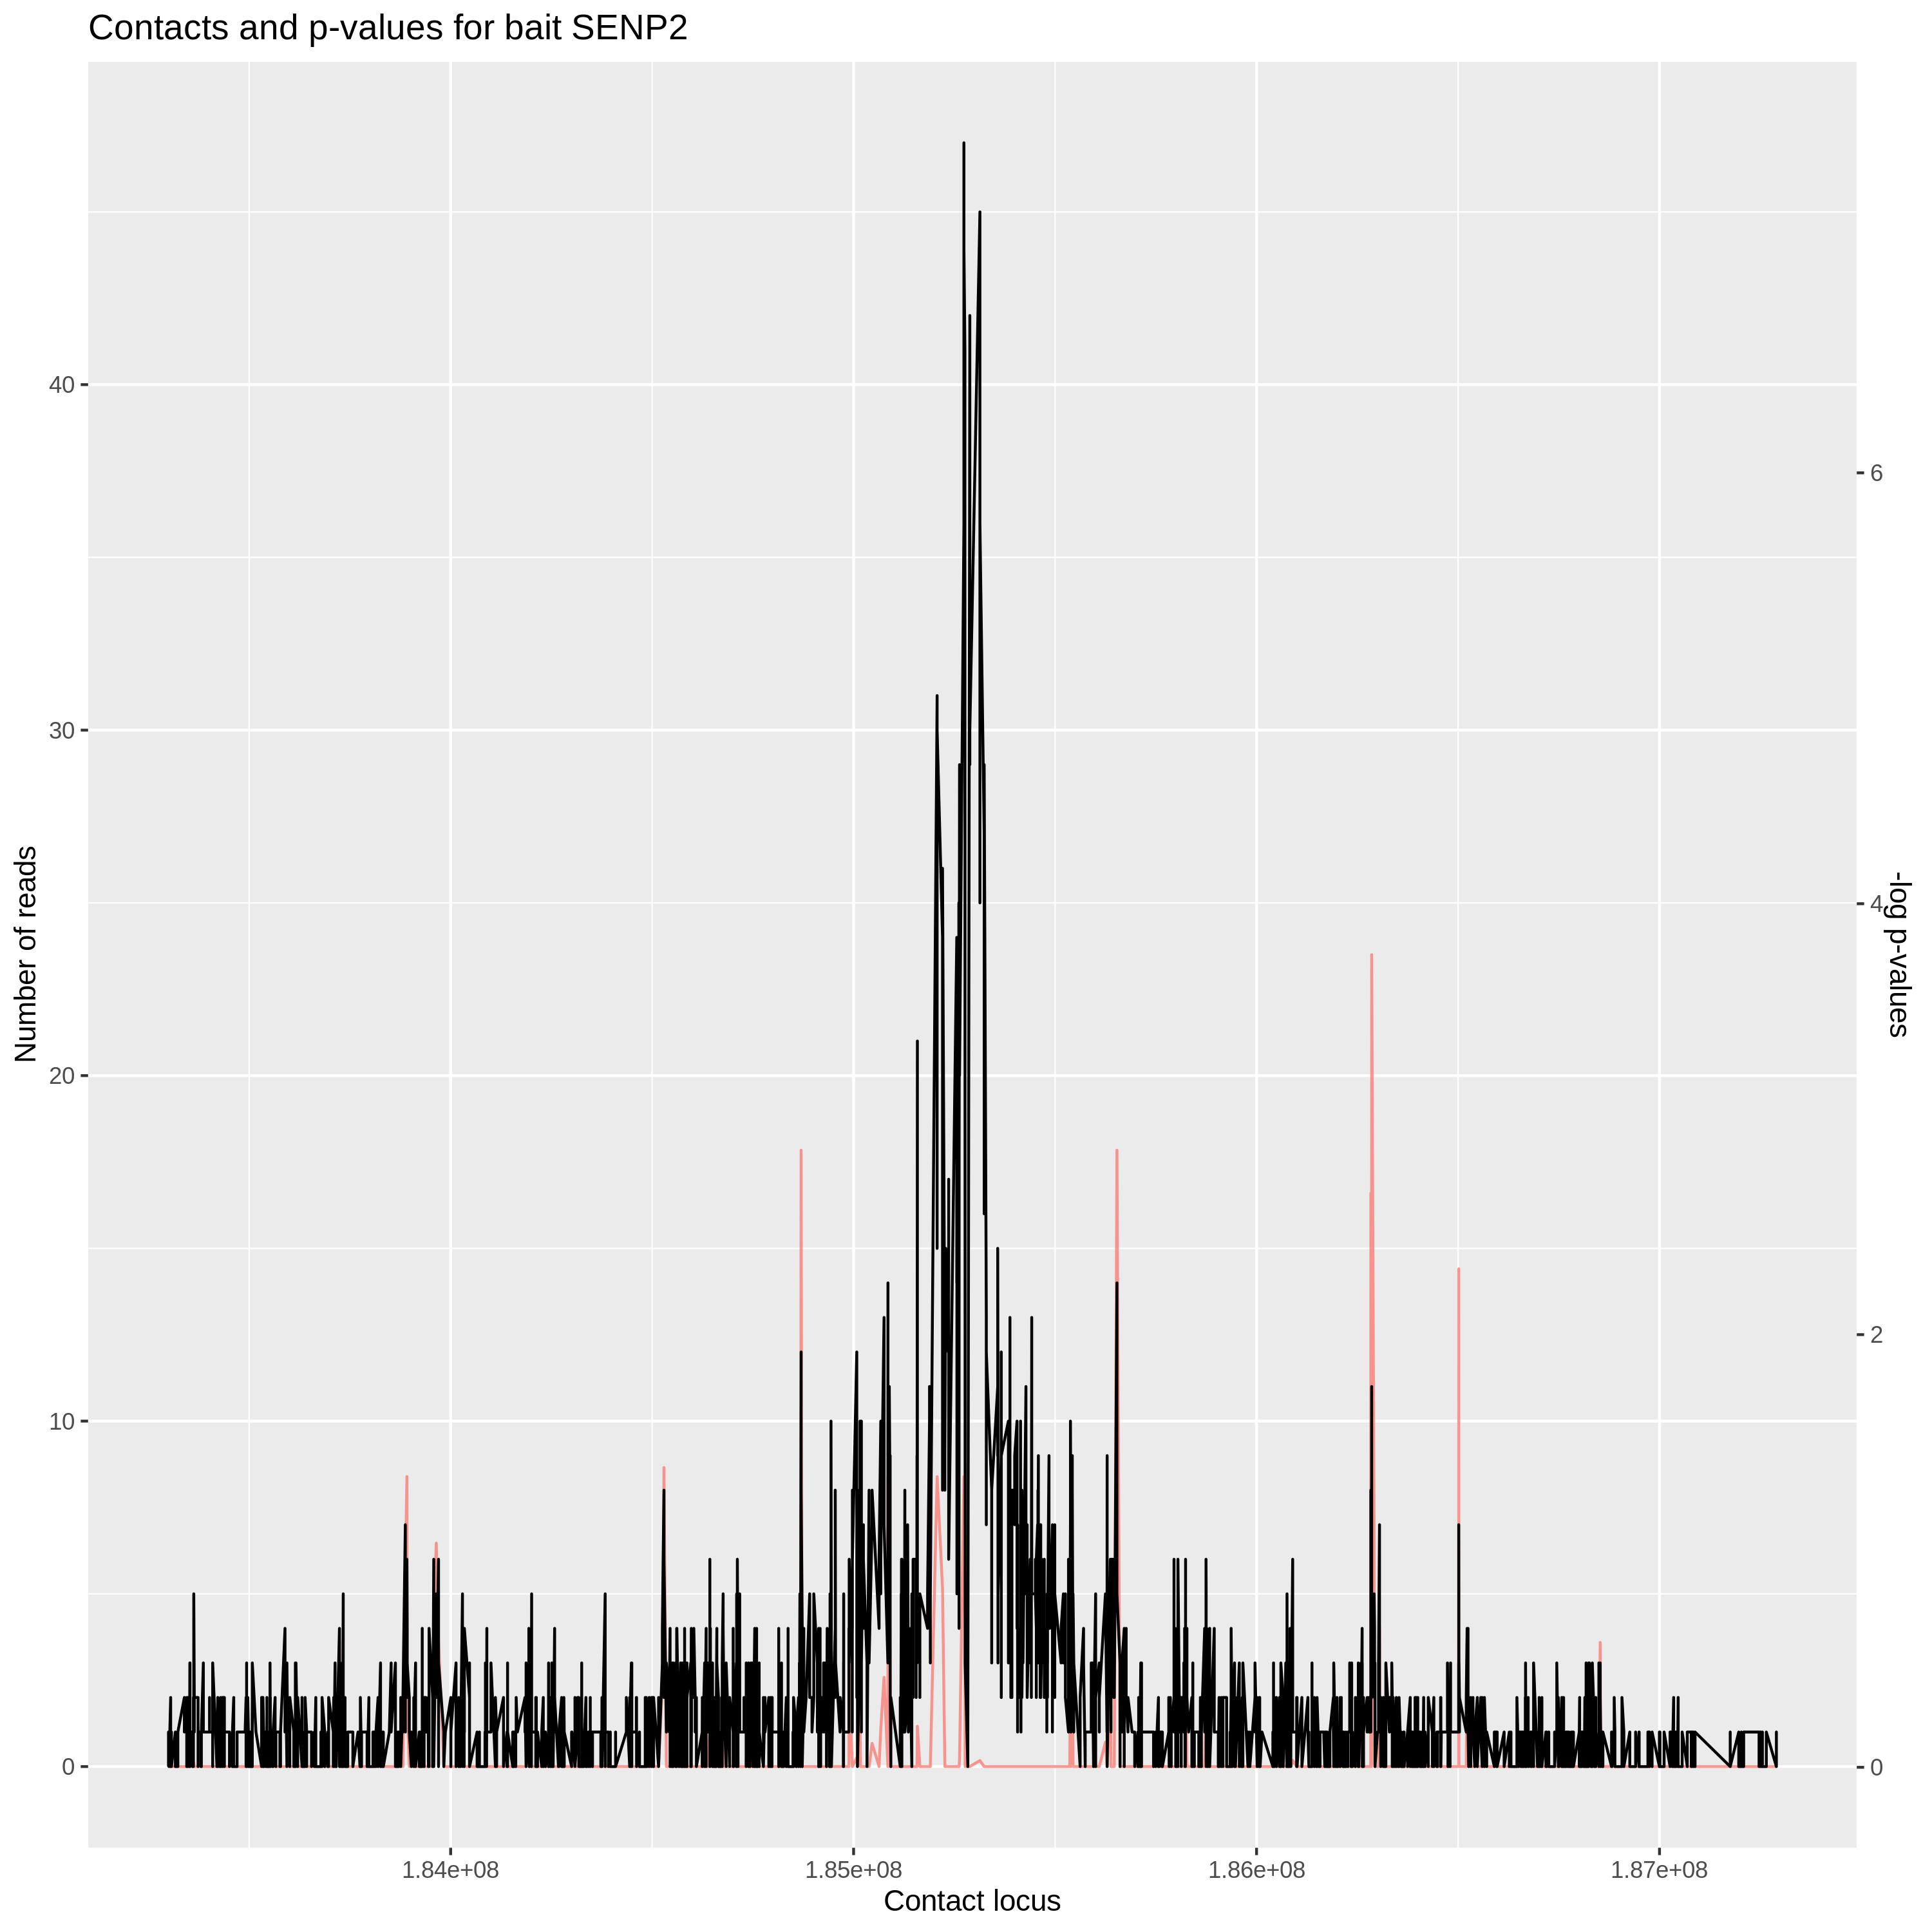 Contacts and p-values for bait SENP2
Number of reads
40
30
20
10
0
6
4
2
0
-log p-values
1.84e+08 1.85e+08 1.86e+08 1.87e+08
Contact locus